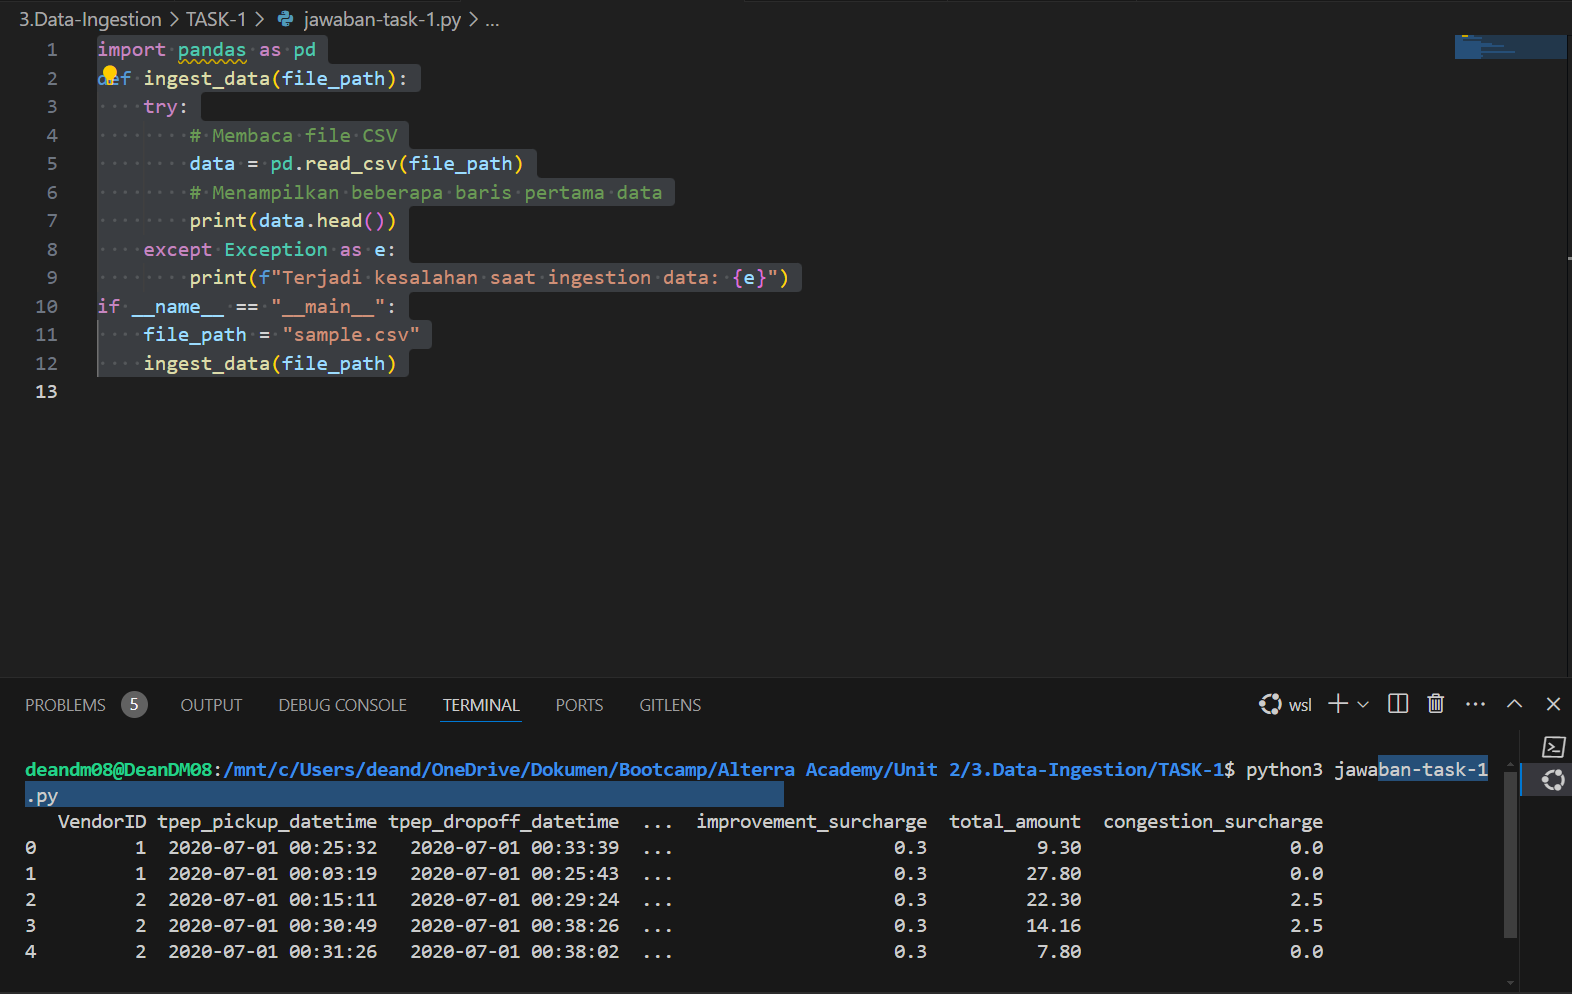 3.Data-Ingestion > TASK-1 > jawaban-task-1.py > ...
1 import pandas as pd
2 def ingest_data(file_path):
3     try:
4         # Membaca file CSV
5         data = pd.read_csv(file_path)
6         # Menampilkan beberapa baris pertama data
7         print(data.head())
8     except Exception as e:
9         print(f"Terjadi kesalahan saat ingestion data: {e}")
10 if __name__ == "__main__":
11     file_path = "sample.csv"
12     ingest_data(file_path)
13
PROBLEMS 5 OUTPUT DEBUG CONSOLE TERMINAL PORTS GITLENS wsl
deandm08@DeanDM08:/mnt/c/Users/deand/OneDrive/Dokumen/Bootcamp/Alterra Academy/Unit 2/3.Data-Ingestion/TASK-1$ python3 jawaban-task-1
.py
   VendorID tpep_pickup_datetime tpep_dropoff_datetime  ...  improvement_surcharge  total_amount  congestion_surcharge
0         1  2020-07-01 00:25:32   2020-07-01 00:33:39  ...                    0.3          9.30                   0.0
1         1  2020-07-01 00:03:19   2020-07-01 00:25:43  ...                    0.3         27.80                   0.0
2         2  2020-07-01 00:15:11   2020-07-01 00:29:24  ...                    0.3         22.30                   2.5
3         2  2020-07-01 00:30:49   2020-07-01 00:38:26  ...                    0.3         14.16                   2.5
4         2  2020-07-01 00:31:26   2020-07-01 00:38:02  ...                    0.3          7.80                   0.0